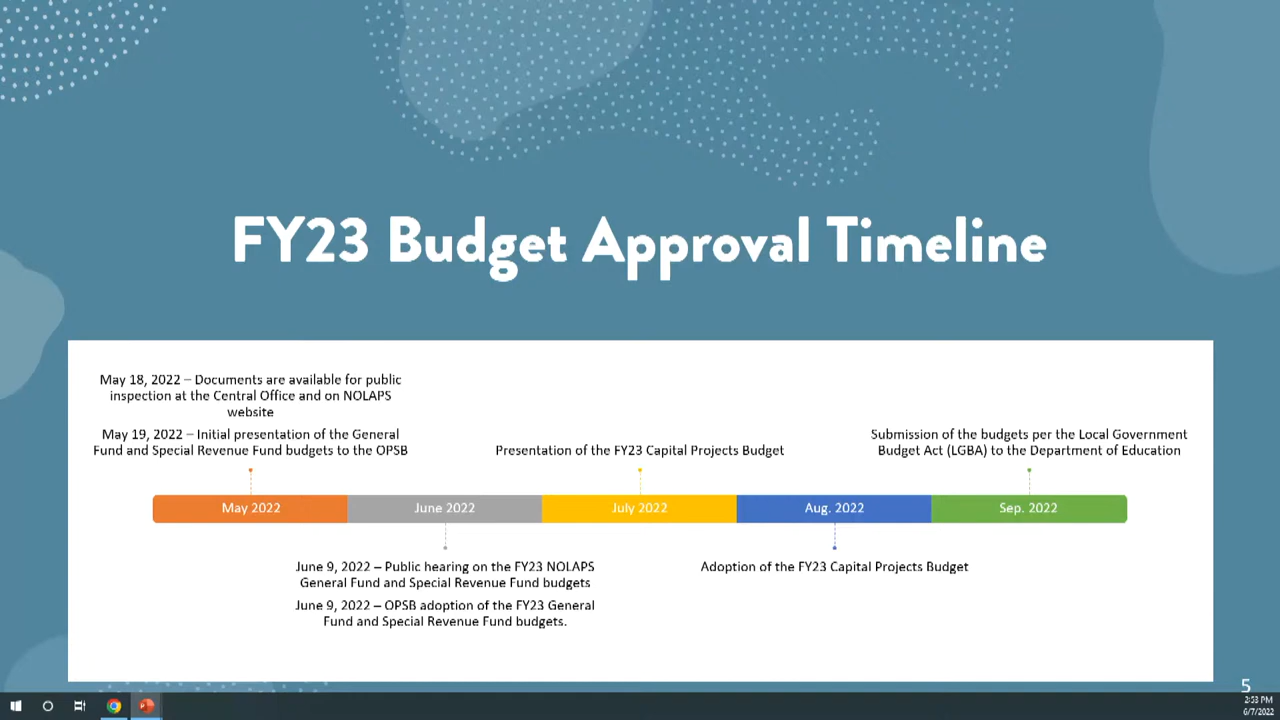 FY23 Budget Approval Timeline
May 18, 2022 – Documents are available for public
inspection at the Central Office and on NOLAPS
website
May 19, 2022 – Initial presentation of the General
Fund and Special Revenue Fund budgets to the OPSB
Presentation of the FY23 Capital Projects Budget
Submission of the budgets per the Local Government
Budget Act (LGBA) to the Department of Education
May 2022
June 2022
July 2022
Aug. 2022
Sep. 2022
June 9, 2022 – Public hearing on the FY23 NOLAPS
General Fund and Special Revenue Fund budgets
June 9, 2022 – OPSB adoption of the FY23 General
Fund and Special Revenue Fund budgets.
Adoption of the FY23 Capital Projects Budget
5
2:53 PM
6/7/2022